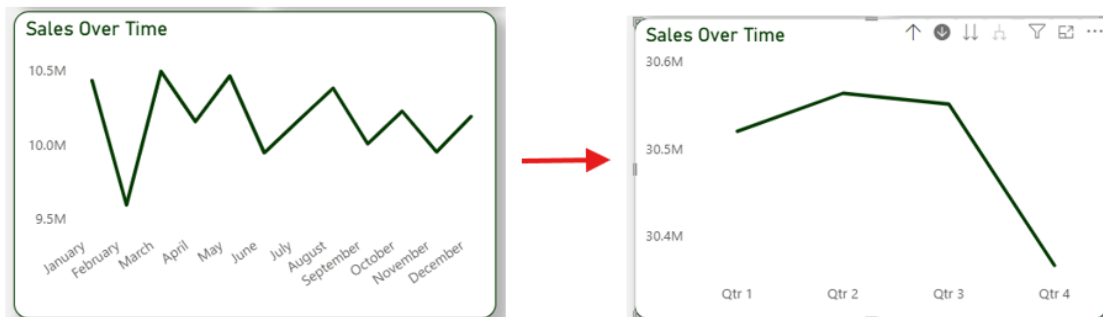 Sales Over Time
10.5M
10.0M
9.5M
January
February
March
April
May
June
July
August
September
October
November
December
Sales Over Time
30.6M
30.5M
30.4M
Qtr 1
Qtr 2
Qtr 3
Qtr 4